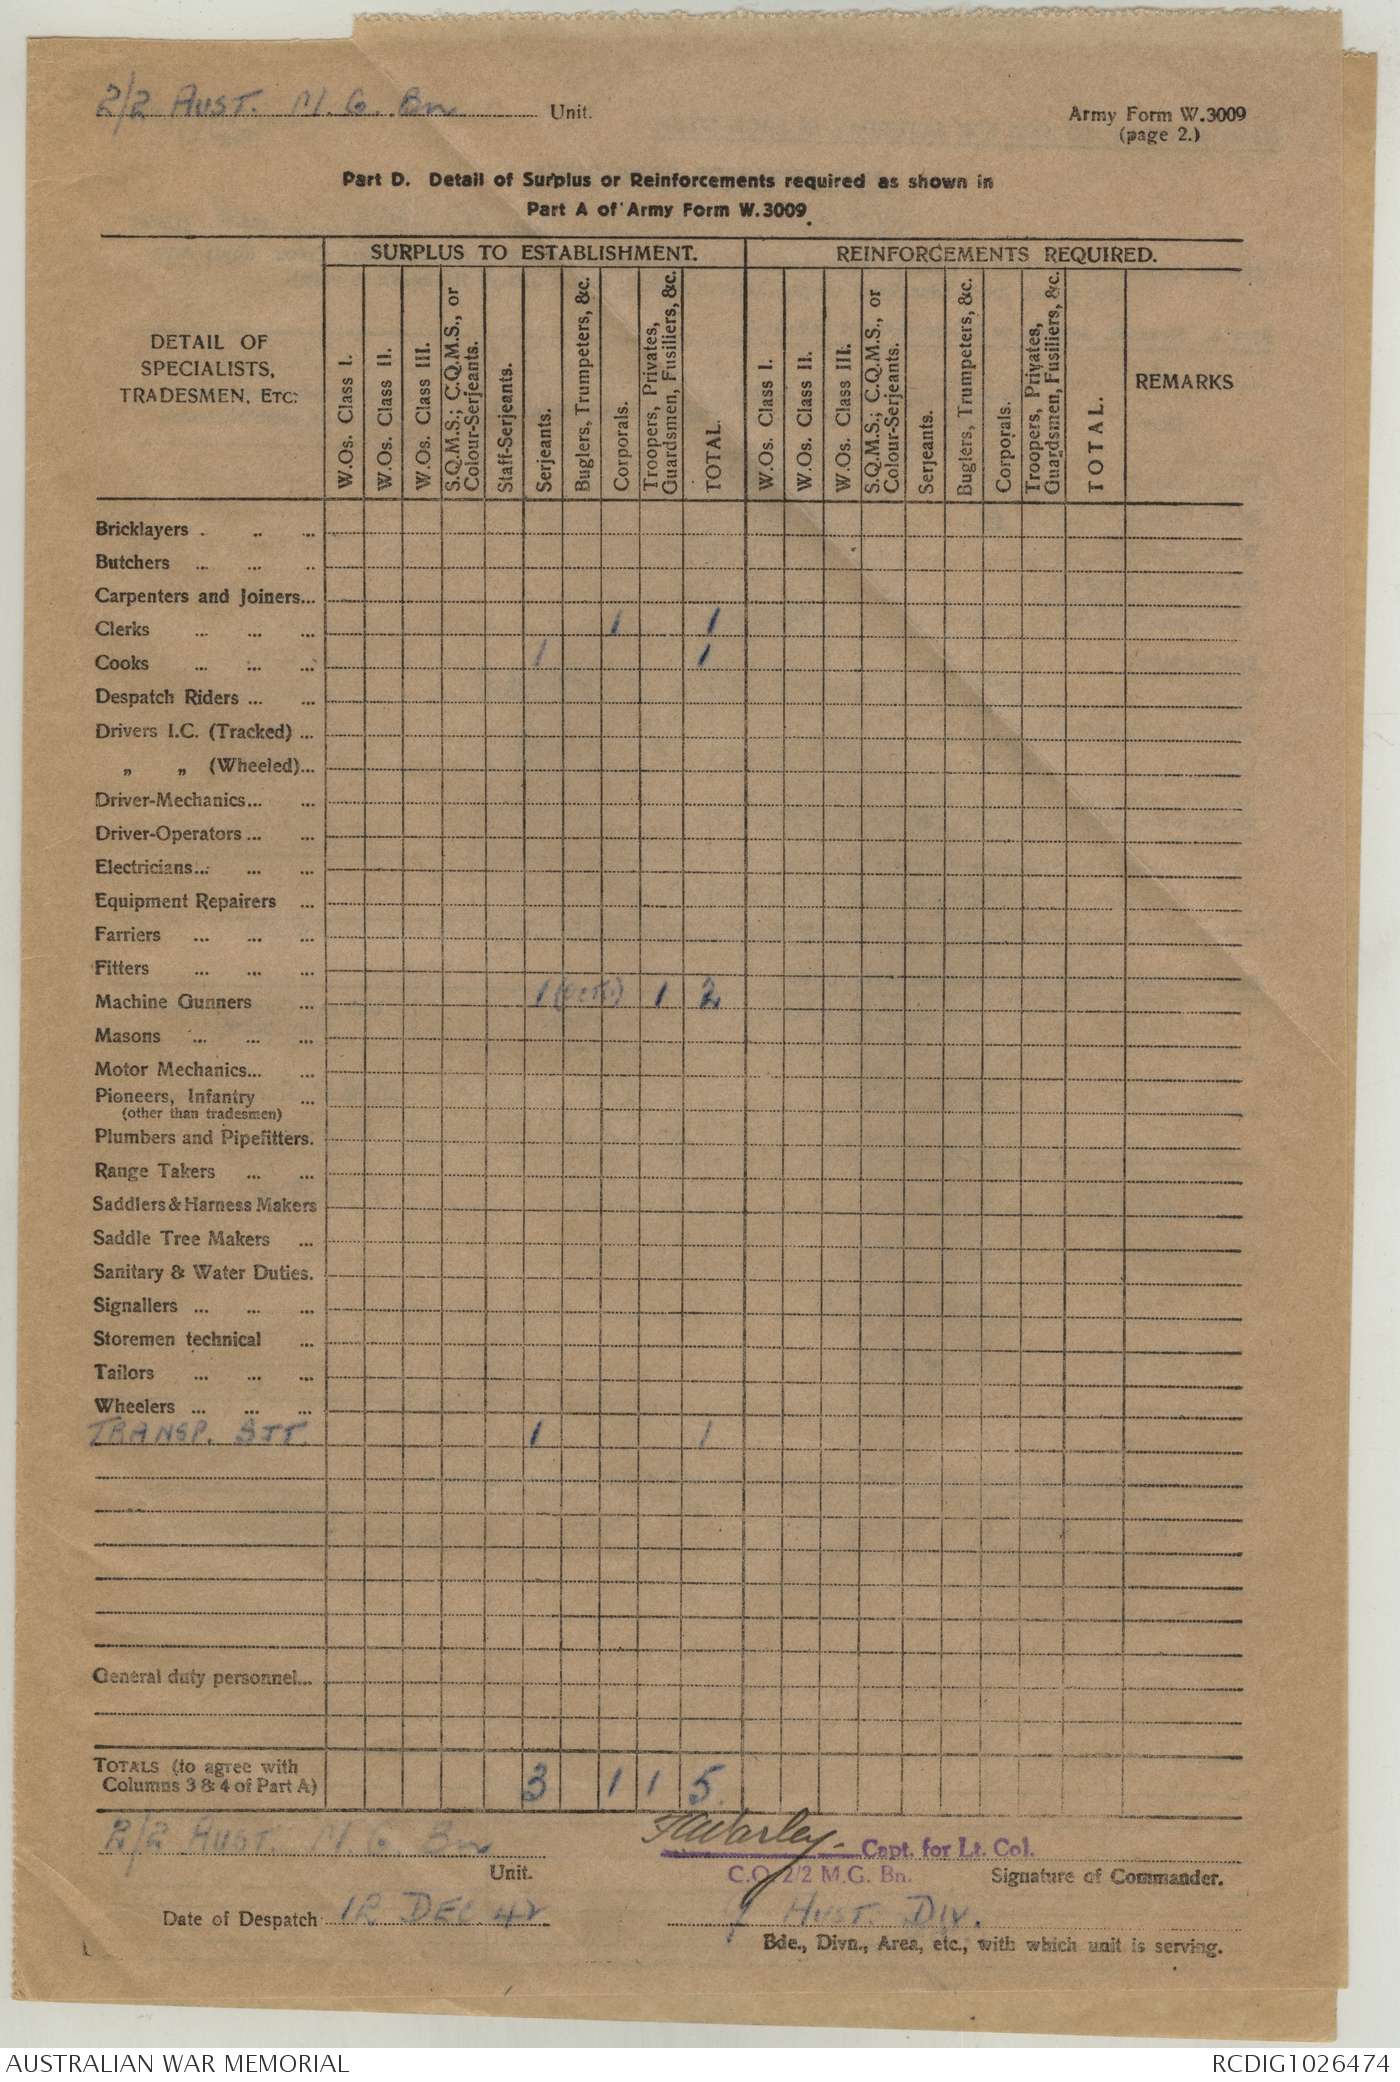 2/2 AUST. M.G. Bn Unit.
Army Form W.3009
(page 2.)
Part D. Detail of Surplus or Reinforcements required as shown in
Part A of Army Form W.3009.
DETAIL OF
SPECIALISTS,
TRADESMEN, ETC:
SURPLUS TO ESTABLISHMENT.
W.Os. Class I.
W.Os. Class II.
W.Os. Class III.
S.Q.M.S.; C.Q.M.S., or
Colour-Serjeants.
Staff-Serjeants.
Serjeants.
Buglers, Trumpeters, &c.
Corporals.
Troopers, Privates,
Guardsmen, Fusiliers, &c.
TOTAL.
REINFORCEMENTS REQUIRED.
W.Os. Class I.
W.Os. Class II.
W.Os. Class III.
S.Q.M.S.; C.Q.M.S., or
Colour-Serjeants.
Serjeants.
Buglers, Trumpeters, &c.
Corporals.
Troopers, Privates,
Guardsmen, Fusiliers, &c.
TOTAL.
REMARKS
Bricklayers ... ... ...
Butchers ... ... ...
Carpenters and Joiners...
Clerks ... ... ... 1 1
Cooks ... ... ... 1 1
Despatch Riders ... ...
Drivers I.C. (Tracked) ...
„ „ (Wheeled)...
Driver-Mechanics... ...
Driver-Operators ... ...
Electricians... ... ...
Equipment Repairers ...
Farriers ... ... ...
Fitters ... ... ...
Machine Gunners ... 1 1 2
Masons ... ... ...
Motor Mechanics... ...
Pioneers, Infantry ...
(other than tradesmen)
Plumbers and Pipefitters.
Range Takers ... ...
Saddlers & Harness Makers
Saddle Tree Makers ...
Sanitary & Water Duties.
Signallers ... ... ...
Storemen technical ...
Tailors ... ... ...
Wheelers ... ... ...
TRANSP. SJT. 1 1
General duty personnel...
TOTALS (to agree with
Columns 3 & 4 of Part A) 3 1 1 5
2/2 AUST. M.G. Bn
Unit.
Capt. for Lt. Col.
C.O. 2/2 M.G. Bn.
Signature of Commander.
Date of Despatch 12 DEC 42
9 AUST. DIV.
Bde., Divn., Area, etc., with which unit is serving.
AUSTRALIAN WAR MEMORIAL
RCDIG1026474